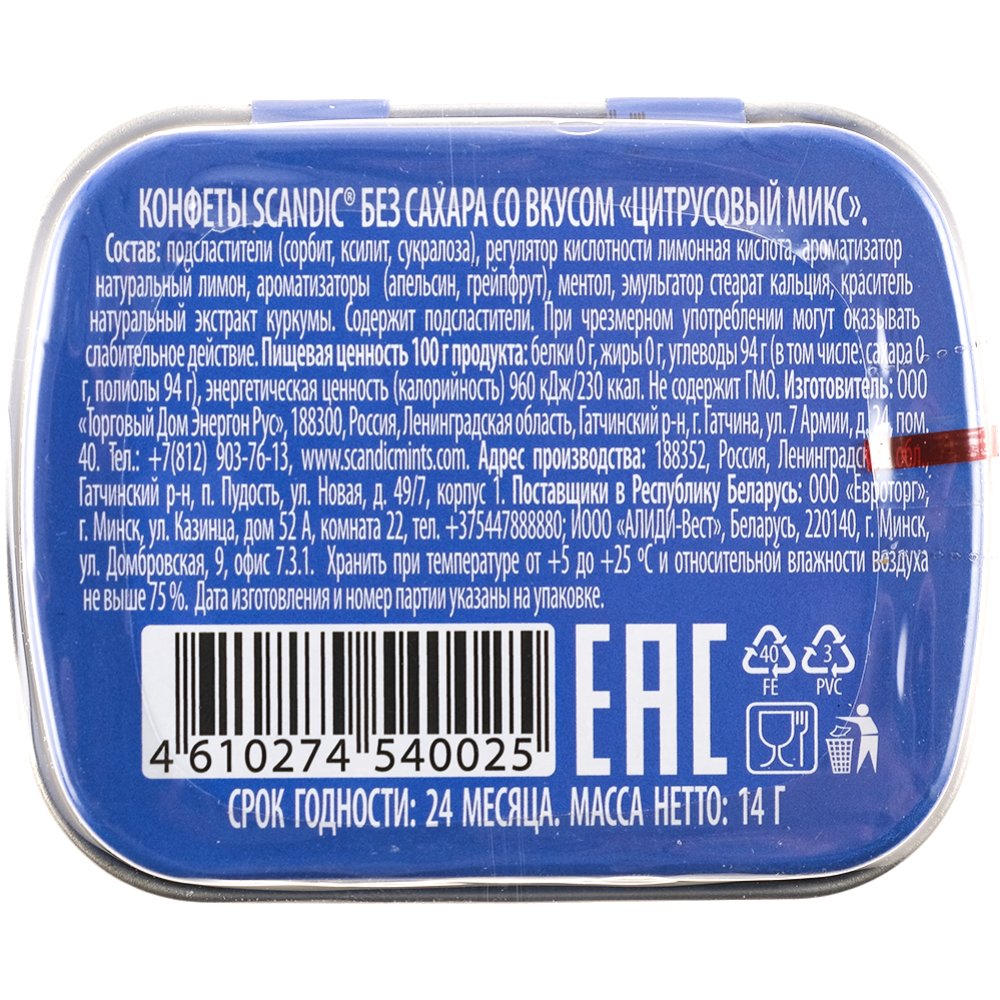 КОНФЕТЫ SCANDIC® БЕЗ САХАРА СО ВКУСОМ «ЦИТРУСОВЫЙ МИКС».
Состав: подсластители (сорбит, ксилит, сукралоза), регулятор кислотности лимонная кислота, ароматизатор
натуральный лимон, ароматизаторы (апельсин, грейпфрут), ментол, эмульгатор стеарат кальция, краситель
натуральный экстракт куркумы. Содержит подсластители. При чрезмерном употреблении могут оказывать
слабительное действие. Пищевая ценность 100 г продукта: белки 0 г, жиры 0 г, углеводы 94 г (в том числе: сахара 0
г, полиолы 94 г), энергетическая ценность (калорийность) 960 кДж/230 ккал. Не содержит ГМО. Изготовитель: ООО
«Торговый Дом Энергон Рус», 188300, Россия, Ленинградская область, Гатчинский р-н, г. Гатчина, ул. 7 Армии, д. 24, пом.
40. Тел.: +7(812) 903-76-13, www.scandicmints.com. Адрес производства: 188352, Россия, Ленинградская обл.,
Гатчинский р-н, п. Пудость, ул. Новая, д. 49/7, корпус 1. Поставщики в Республику Беларусь: ООО «Евроторг»,
г. Минск, ул. Казинца, дом 52 А, комната 22, тел. +375447888880; ИООО «АЛИДИ-Вест», Беларусь, 220140, г. Минск,
ул. Домбровская, 9, офис 7.3.1. Хранить при температуре от +5 до +25 ºС и относительной влажности воздуха
не выше 75 %. Дата изготовления и номер партии указаны на упаковке.
4 610274 540025
ЕАС
40
FE
3
PVC
СРОК ГОДНОСТИ: 24 МЕСЯЦА. МАССА НЕТТО: 14 Г